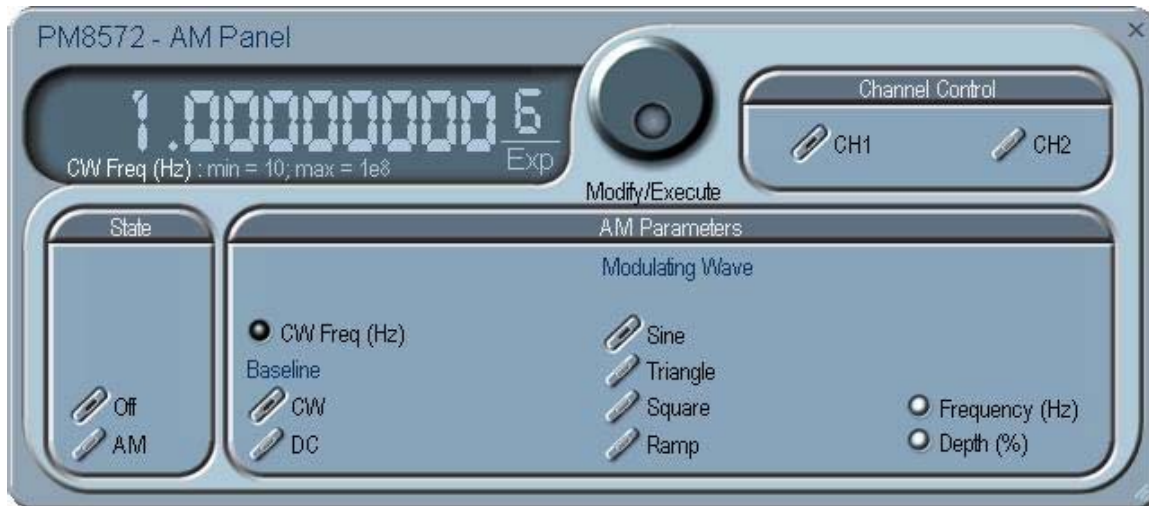 PM8572 - AM Panel
1.00000000 6
Exp
CW Freq (Hz) : min = 10; max = 1e8
Modify/Execute
Channel Control
CH1
CH2
State
Off
AM
AM Parameters
Modulating Wave
CW Freq (Hz)
Baseline
CW
DC
Sine
Triangle
Square
Ramp
Frequency (Hz)
Depth (%)